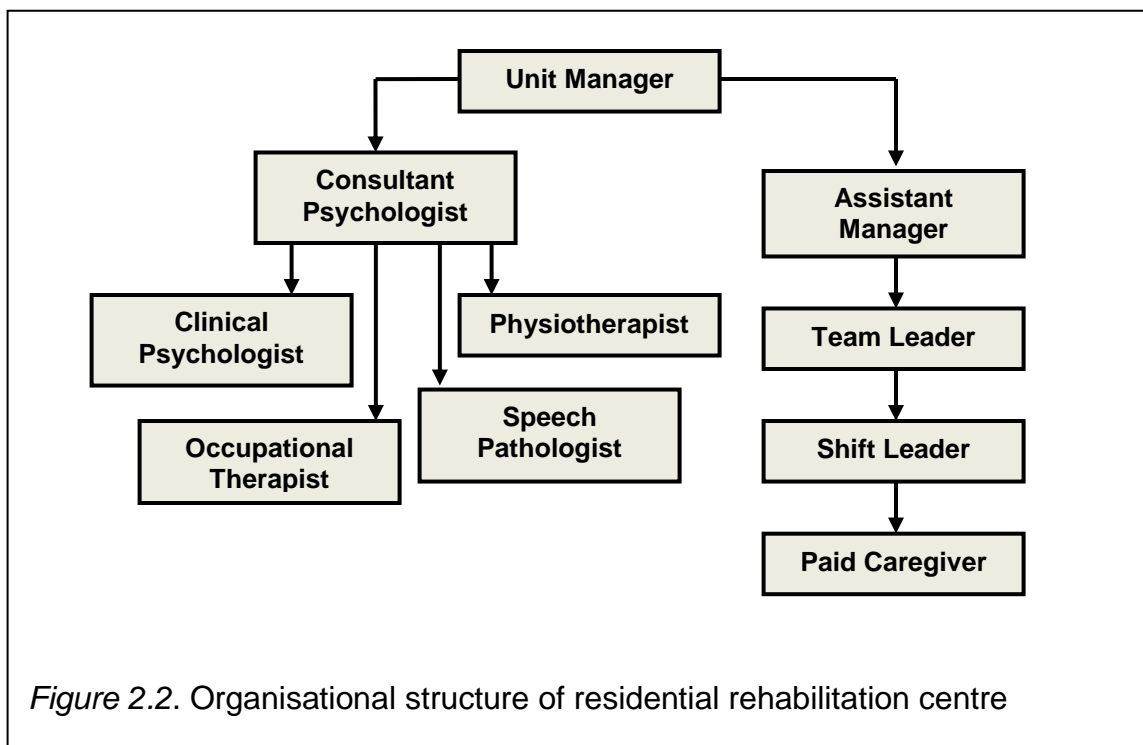 Unit Manager
Consultant
Psychologist
Assistant
Manager
Clinical
Psychologist
Physiotherapist
Team Leader
Occupational
Therapist
Speech
Pathologist
Shift Leader
Paid Caregiver
Figure 2.2. Organisational structure of residential rehabilitation centre